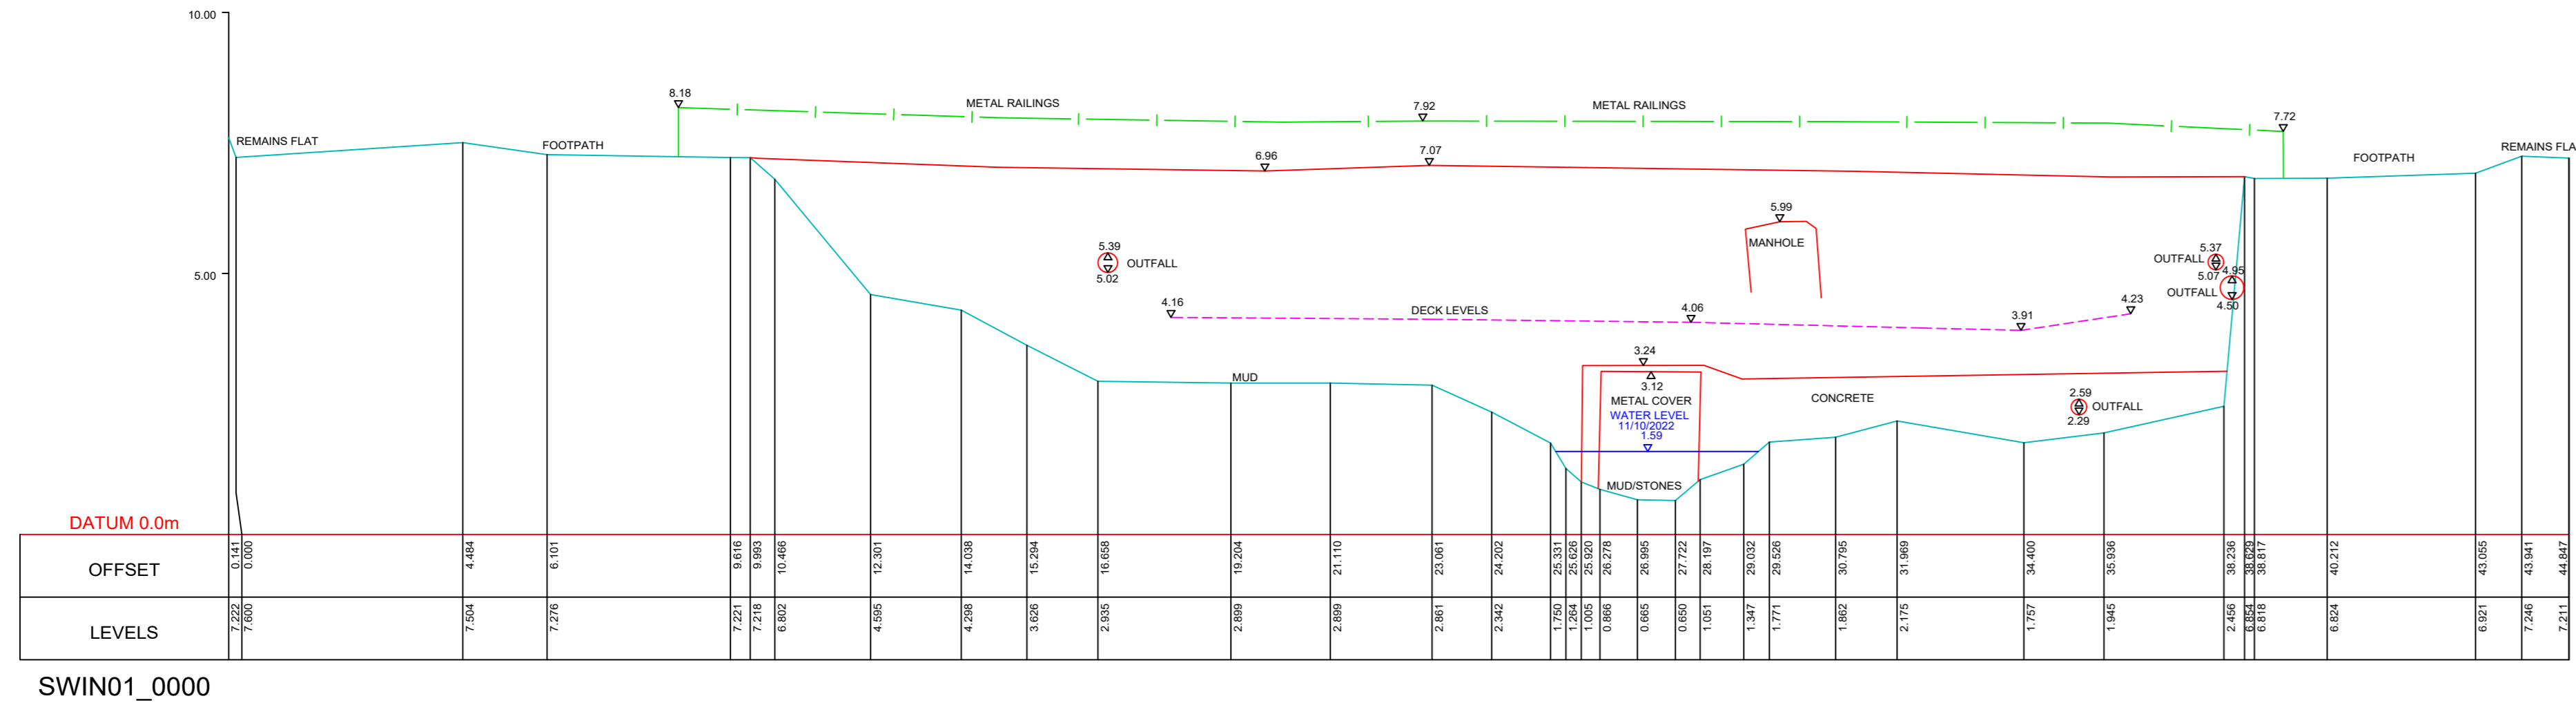 10.00
8.18
METAL RAILINGS
7.92
METAL RAILINGS
7.72
REMAINS FLAT
FOOTPATH
FOOTPATH
REMAINS FLA
6.96
7.07
5.99
MANHOLE
5.00
5.39
OUTFALL
5.02
5.37
OUTFALL
5.07
4.95
OUTFALL
4.50
4.16
DECK LEVELS
4.06
3.91
4.23
MUD
3.24
3.12
METAL COVER
WATER LEVEL
11/10/2022
1.59
CONCRETE
2.59
OUTFALL
2.29
MUD/STONES
DATUM 0.0m
OFFSET
0.141 0.000 4.484 6.101 9.616 9.993 10.466 12.301 14.038 15.294 16.658 19.204 21.110 23.061 24.202 25.331 25.626 25.920 26.278 26.995 27.722 28.197 29.032 29.526 30.795 31.969 34.400 35.936 38.236 38.629 38.817 40.212 43.055 43.941 44.847
LEVELS
7.222 7.600 7.504 7.276 7.221 7.218 6.802 4.595 4.298 3.626 2.935 2.899 2.899 2.861 2.342 1.750 1.264 1.005 0.866 0.665 0.650 1.051 1.347 1.771 1.862 2.175 1.757 1.945 2.456 6.854 6.818 6.824 6.921 7.246 7.211
SWIN01_0000